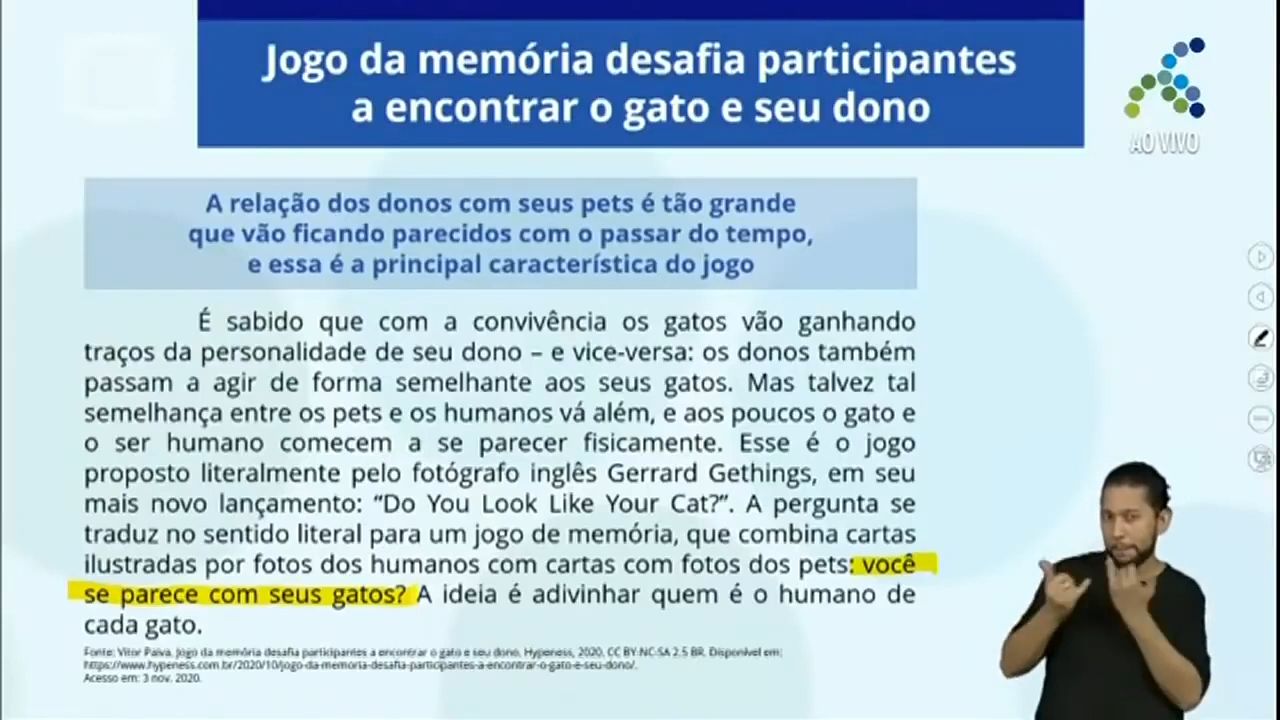 Jogo da memória desafia participantes
a encontrar o gato e seu dono
AO VIVO
A relação dos donos com seus pets é tão grande
que vão ficando parecidos com o passar do tempo,
e essa é a principal característica do jogo
É sabido que com a convivência os gatos vão ganhando
traços da personalidade de seu dono – e vice-versa: os donos também
passam a agir de forma semelhante aos seus gatos. Mas talvez tal
semelhança entre os pets e os humanos vá além, e aos poucos o gato e
o ser humano comecem a se parecer fisicamente. Esse é o jogo
proposto literalmente pelo fotógrafo inglês Gerrard Gethings, em seu
mais novo lançamento: “Do You Look Like Your Cat?”. A pergunta se
traduz no sentido literal para um jogo de memória, que combina cartas
ilustradas por fotos dos humanos com cartas com fotos dos pets: você
se parece com seus gatos? A ideia é adivinhar quem é o humano de
cada gato.
Fonte: Vitor Paiva. Jogo da memória desafia participantes a encontrar o gato e seu dono. Hypeness, 2020. CC BY-NC-SA 2.5 BR. Disponível em:
https://www.hypeness.com.br/2020/10/jogo-da-memoria-desafia-participantes-a-encontrar-o-gato-e-seu-dono/.
Acesso em: 3 nov. 2020.